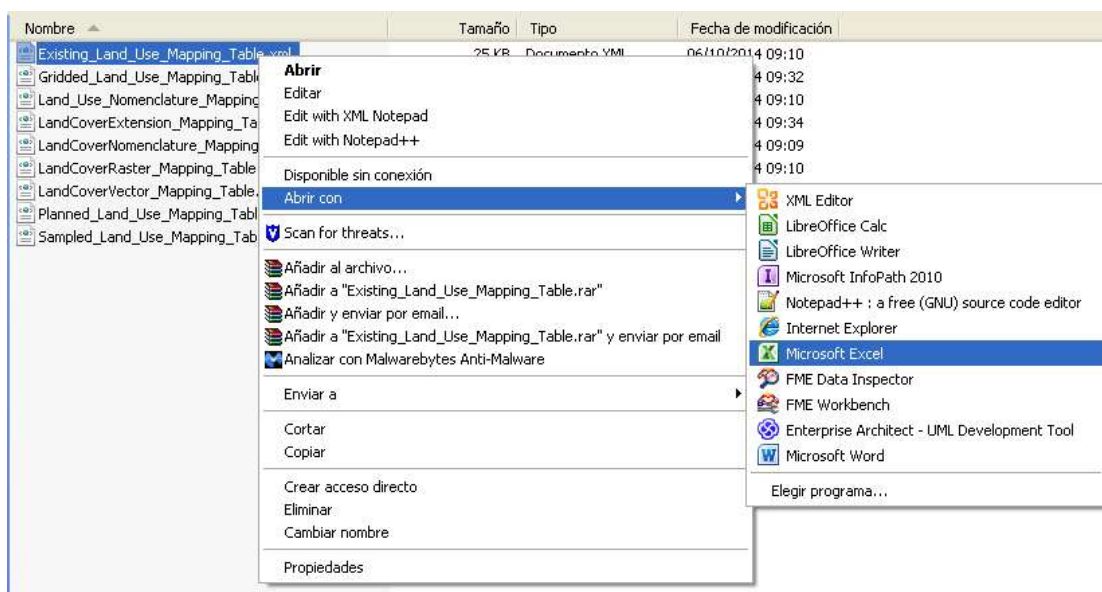 Nombre Tamaño Tipo Fecha de modificación
Existing_Land_Use_Mapping_Table.xml 25 KB Documento XML 06/10/2014 09:10
Gridded_Land_Use_Mapping_Tabl 4 09:32
Land_Use_Nomenclature_Mapping 4 09:10
LandCoverExtension_Mapping_Ta 4 09:34
LandCoverNomenclature_Mapping 4 09:09
LandCoverRaster_Mapping_Table 4 09:10
LandCoverVector_Mapping_Table.
Planned_Land_Use_Mapping_Tabl
Sampled_Land_Use_Mapping_Tab
Abrir
Editar
Edit with XML Notepad
Edit with Notepad++
Disponible sin conexión
Abrir con
Scan for threats...
Añadir al archivo...
Añadir a "Existing_Land_Use_Mapping_Table.rar"
Añadir y enviar por email...
Añadir a "Existing_Land_Use_Mapping_Table.rar" y enviar por email
Analizar con Malwarebytes Anti-Malware
Enviar a
Cortar
Copiar
Crear acceso directo
Eliminar
Cambiar nombre
Propiedades
XML Editor
LibreOffice Calc
LibreOffice Writer
Microsoft InfoPath 2010
Notepad++ : a free (GNU) source code editor
Internet Explorer
Microsoft Excel
FME Data Inspector
FME Workbench
Enterprise Architect - UML Development Tool
Microsoft Word
Elegir programa...